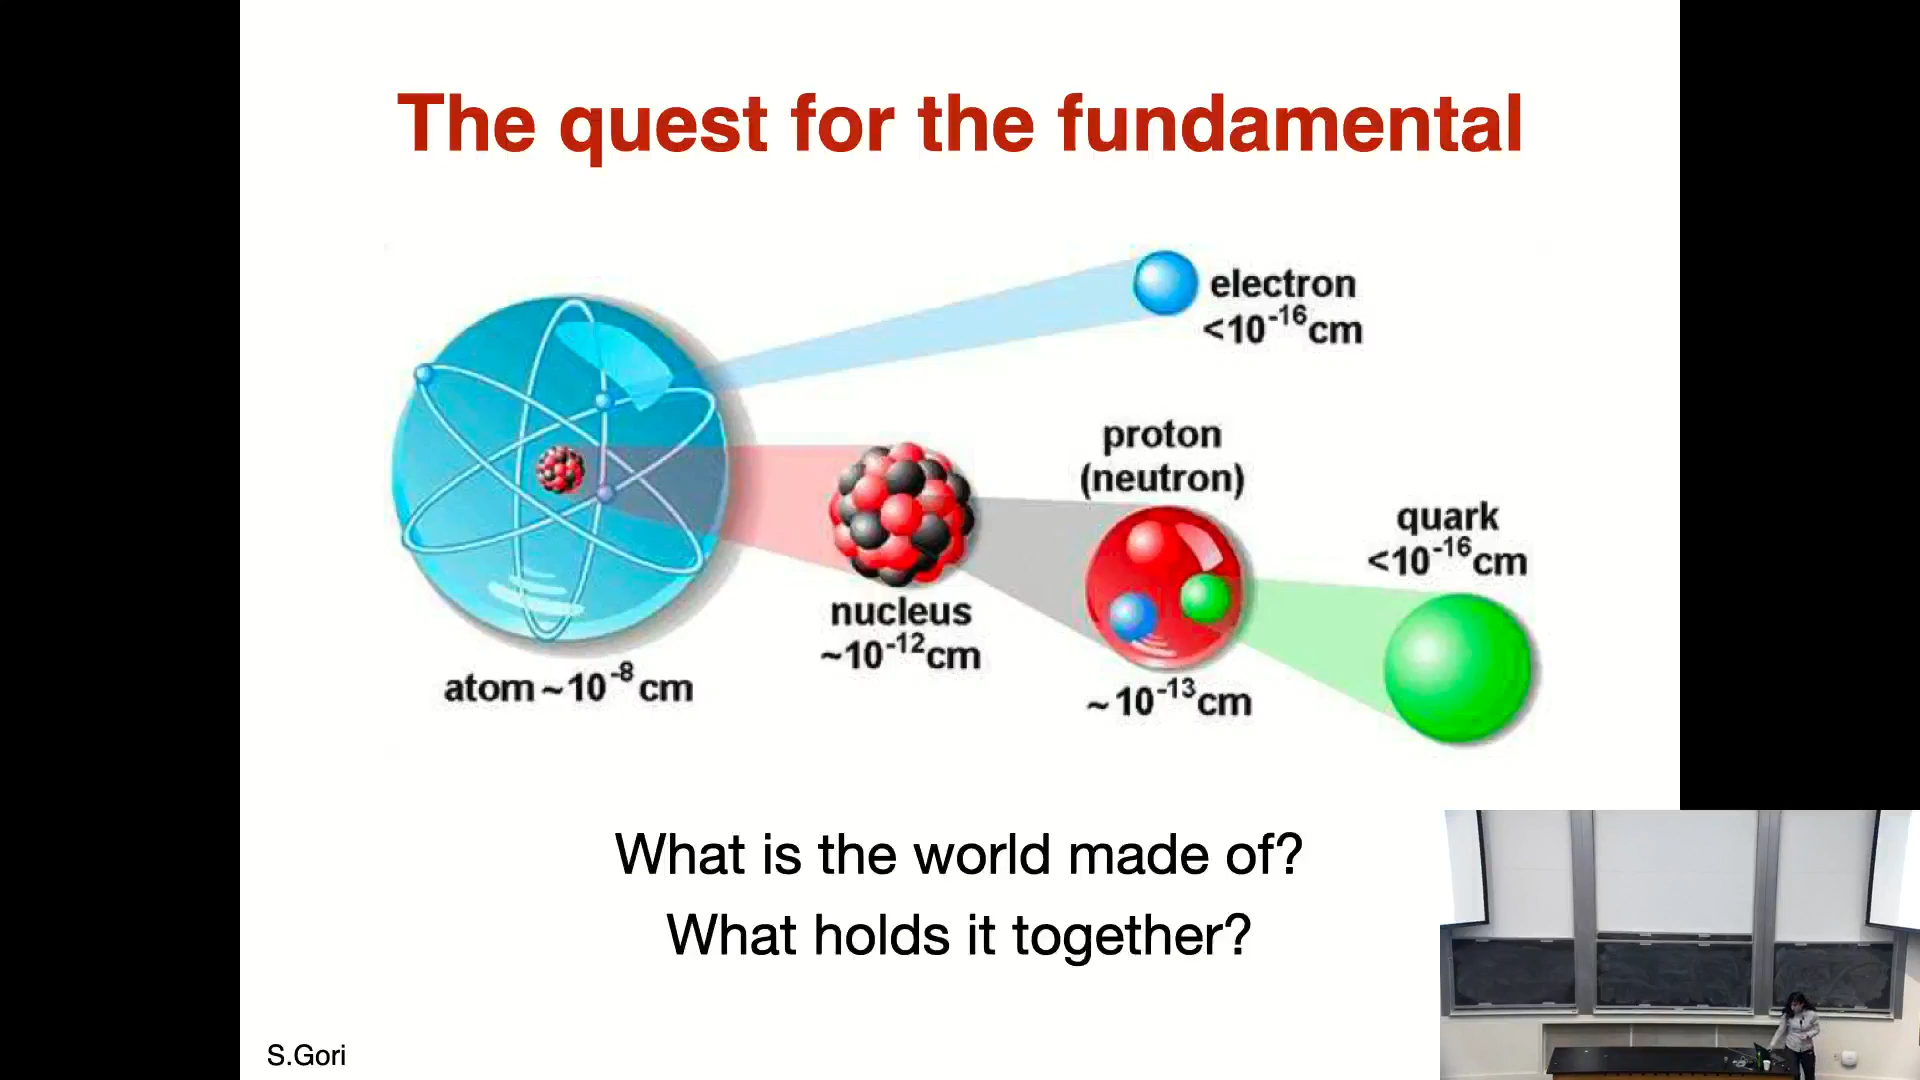 The quest for the fundamental
electron
<10⁻¹⁶cm
proton
(neutron)
quark
<10⁻¹⁶cm
nucleus
~10⁻¹²cm
atom ~10⁻⁸ cm
~10⁻¹³cm
What is the world made of?
What holds it together?
S.Gori